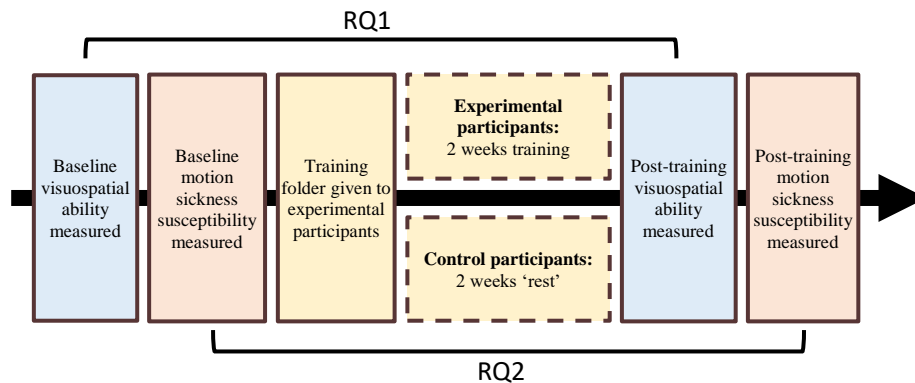 RQ1
Baseline
visuospatial
ability
measured
Baseline
motion
sickness
susceptibility
measured
Training
folder given to
experimental
participants
Experimental
participants:
2 weeks training
Control participants:
2 weeks ‘rest’
Post-training
visuospatial
ability
measured
Post-training
motion
sickness
susceptibility
measured
RQ2